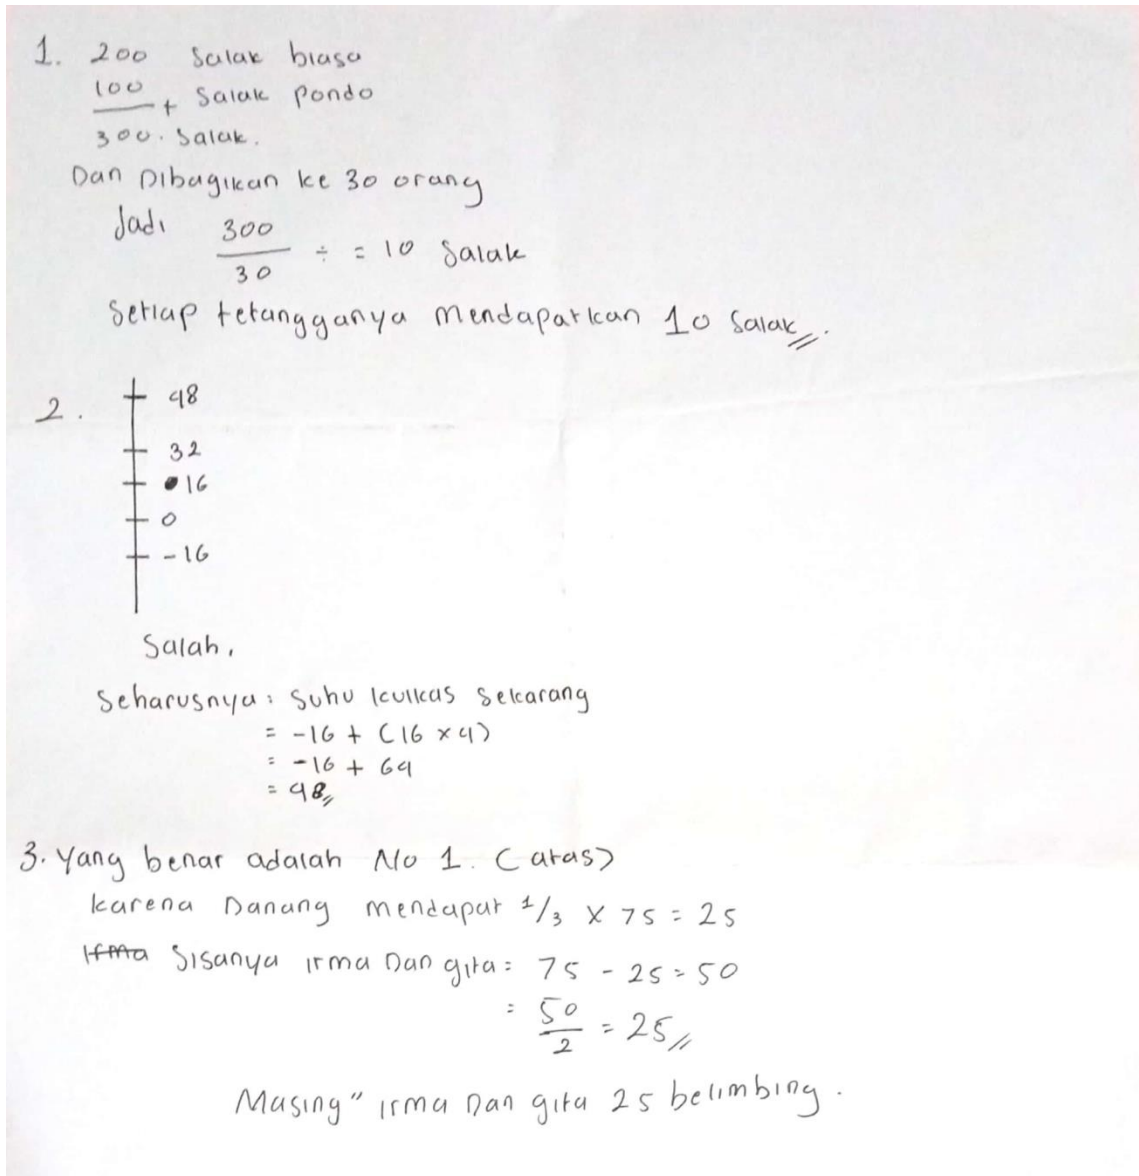 1. 200 Salak biasa
100 + Salak Pondo
300. Salak.
Dan Dibagikan ke 30 orang
Jadi 300
30 ÷ = 10 Salak
Setiap tetangganya mendapatkan 10 Salak.
2. 48
32
16
0
-16
Salah,
Seharusnya: Suhu kulkas sekarang
= -16 + (16 x 4)
= -16 + 64
= 48
3. Yang benar adalah No 1. (atas)
karena Danang mendapat 1/3 X 75 = 25
Irma Sisanya irma Dan gita = 75 - 25 = 50
= 50
2 = 25
Masing" irma Dan gita 25 belimbing.